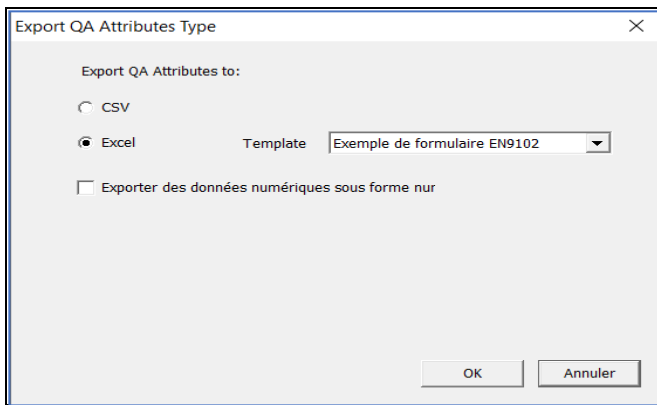 Export QA Attributes Type
Export QA Attributes to:
CSV
Excel Template Exemple de formulaire EN9102
Exporter des données numériques sous forme nur
OK Annuler